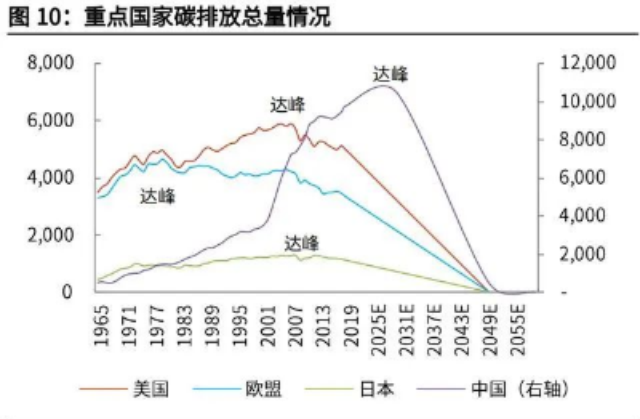 图 10：重点国家碳排放总量情况
8,000 12,000
达峰
达峰 10,000
6,000
8,000
4,000 6,000
达峰
4,000
2,000 达峰 2,000
0 -
1965 1971 1977 1983 1989 1995 2001 2007 2013 2019 2025E 2031E 2037E 2043E 2049E 2055E
美国 欧盟 日本 中国（右轴）